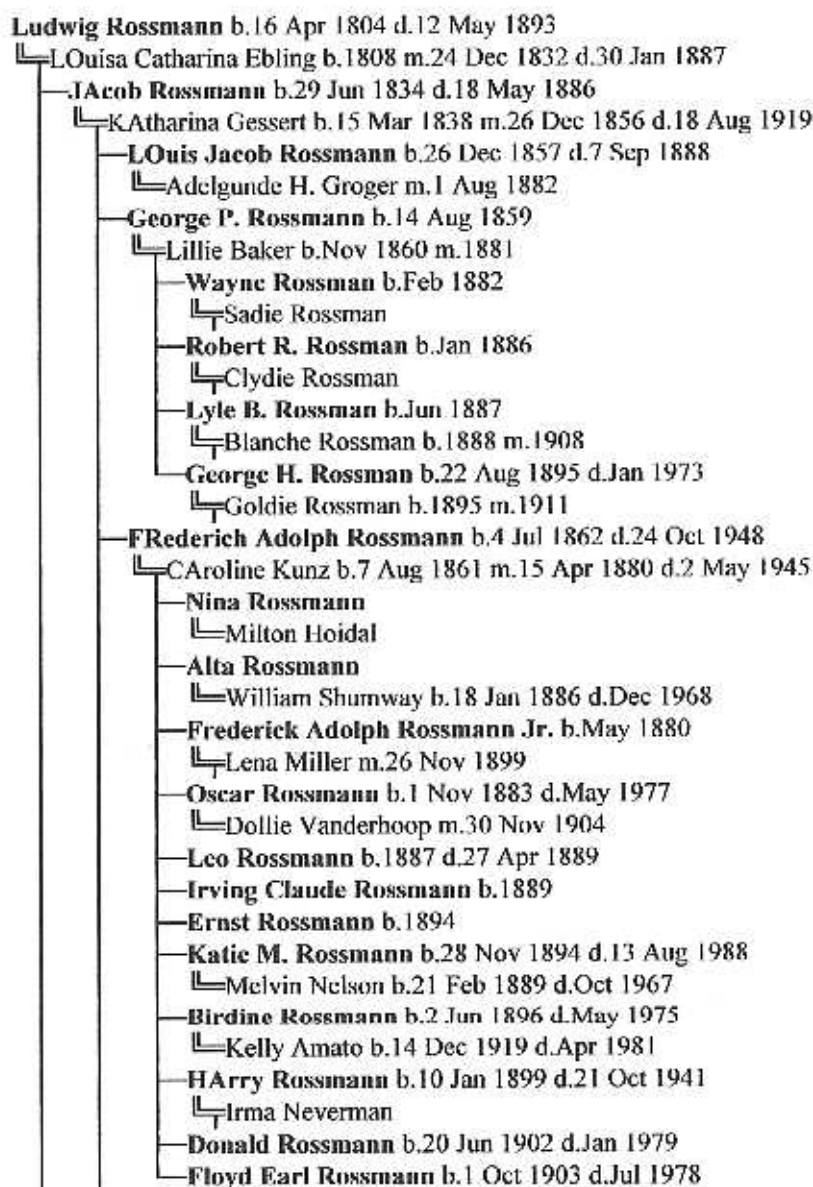 Ludwig Rossmann b.16 Apr 1804 d.12 May 1893
LOuisa Catharina Ebling b.1808 m.24 Dec 1832 d.30 Jan 1887
JAcob Rossmann b.29 Jun 1834 d.18 May 1886
KAtharina Gessert b.15 Mar 1838 m.26 Dec 1856 d.18 Aug 1919
LOuis Jacob Rossmann b.26 Dec 1857 d.7 Sep 1888
Adelgunde H. Groger m.1 Aug 1882
George P. Rossmann b.14 Aug 1859
Lillie Baker b.Nov 1860 m.1881
Wayne Rossman b.Feb 1882
Sadie Rossman
Robert R. Rossman b.Jan 1886
Clydie Rossman
Lyle B. Rossman b.Jun 1887
Blanche Rossman b.1888 m.1908
George H. Rossman b.22 Aug 1895 d.Jan 1973
Goldie Rossman b.1895 m.1911
FRederich Adolph Rossmann b.4 Jul 1862 d.24 Oct 1948
CAroline Kunz b.7 Aug 1861 m.15 Apr 1880 d.2 May 1945
Nina Rossmann
Milton Hoidal
Alta Rossmann
William Shumway b.18 Jan 1886 d.Dec 1968
Frederick Adolph Rossmann Jr. b.May 1880
Lena Miller m.26 Nov 1899
Oscar Rossmann b.1 Nov 1883 d.May 1977
Dollie Vanderhoop m.30 Nov 1904
Leo Rossmann b.1887 d.27 Apr 1889
Irving Claude Rossmann b.1889
Ernst Rossmann b.1894
Katie M. Rossmann b.28 Nov 1894 d.13 Aug 1988
Melvin Nelson b.21 Feb 1889 d.Oct 1967
Birdine Rossmann b.2 Jun 1896 d.May 1975
Kelly Amato b.14 Dec 1919 d.Apr 1981
HArry Rossmann b.10 Jan 1899 d.21 Oct 1941
Irma Neverman
Donald Rossmann b.20 Jun 1902 d.Jan 1979
Floyd Earl Rossmann b.1 Oct 1903 d.Jul 1978